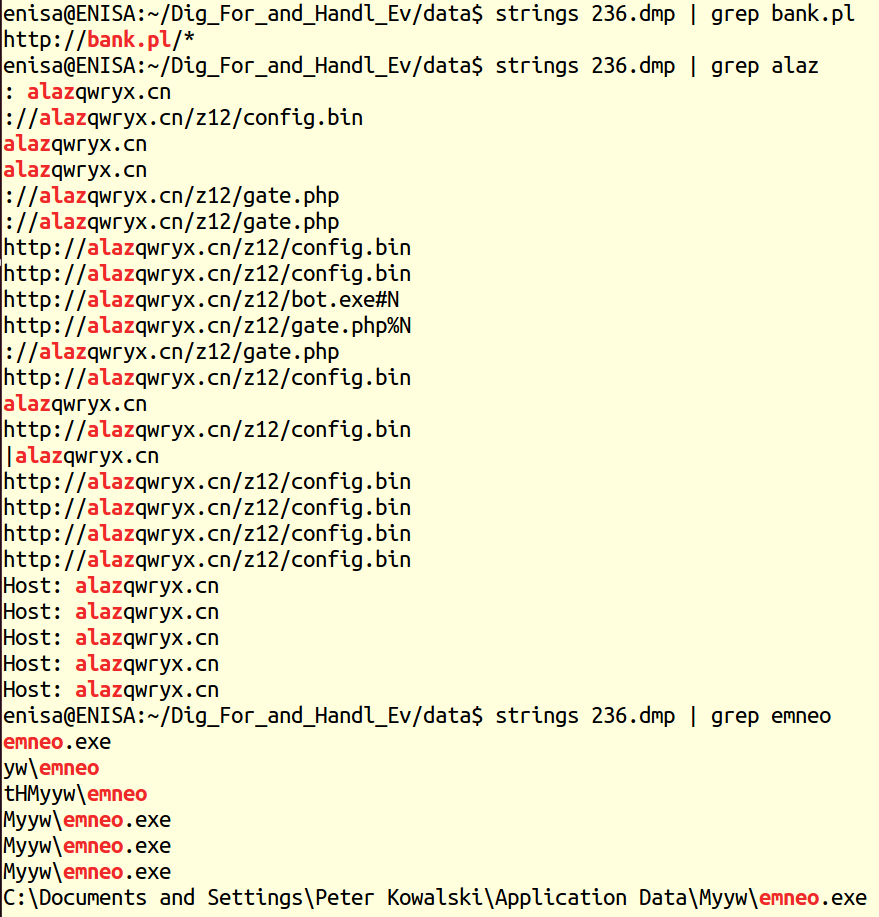 enisa@ENISA:~/Dig_For_and_Handl_Ev/data$ strings 236.dmp | grep bank.pl
http://bank.pl/*
enisa@ENISA:~/Dig_For_and_Handl_Ev/data$ strings 236.dmp | grep alaz
: alazqwryx.cn
://alazqwryx.cn/z12/config.bin
alazqwryx.cn
alazqwryx.cn
://alazqwryx.cn/z12/gate.php
://alazqwryx.cn/z12/gate.php
http://alazqwryx.cn/z12/config.bin
http://alazqwryx.cn/z12/config.bin
http://alazqwryx.cn/z12/bot.exe#N
http://alazqwryx.cn/z12/gate.php%N
://alazqwryx.cn/z12/gate.php
http://alazqwryx.cn/z12/config.bin
alazqwryx.cn
http://alazqwryx.cn/z12/config.bin
|alazqwryx.cn
http://alazqwryx.cn/z12/config.bin
http://alazqwryx.cn/z12/config.bin
http://alazqwryx.cn/z12/config.bin
http://alazqwryx.cn/z12/config.bin
Host: alazqwryx.cn
Host: alazqwryx.cn
Host: alazqwryx.cn
Host: alazqwryx.cn
Host: alazqwryx.cn
enisa@ENISA:~/Dig_For_and_Handl_Ev/data$ strings 236.dmp | grep emneo
emneo.exe
yw\emneo
tHMyyw\emneo
Myyw\emneo.exe
Myyw\emneo.exe
Myyw\emneo.exe
C:\Documents and Settings\Peter Kowalski\Application Data\Myyw\emneo.exe